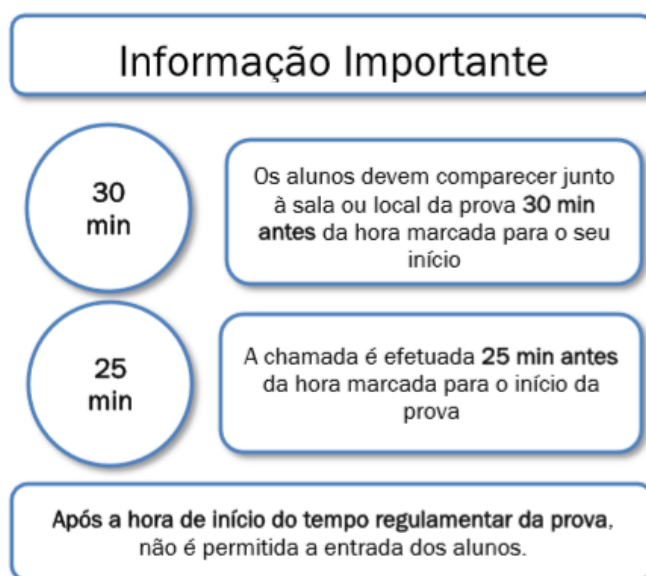 Informação Importante
30
min
Os alunos devem comparecer junto
à sala ou local da prova 30 min
antes da hora marcada para o seu
início
25
min
A chamada é efetuada 25 min antes
da hora marcada para o início da
prova
Após a hora de início do tempo regulamentar da prova,
não é permitida a entrada dos alunos.